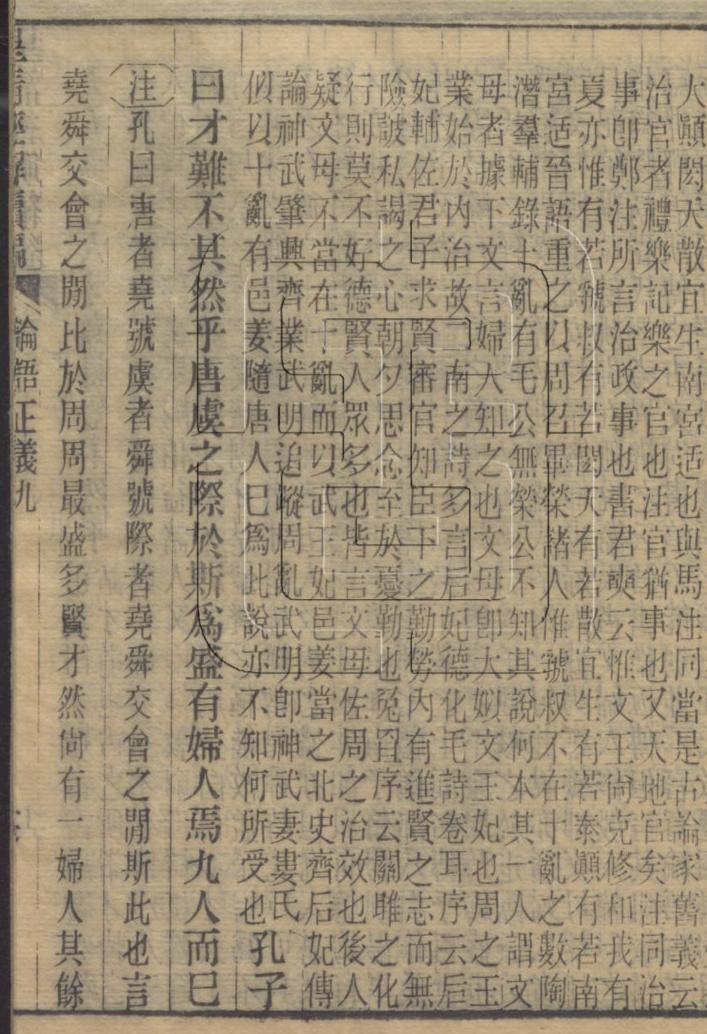 大顛閎夭散宜生南宮适也與馬注同當是古論家舊義云
治官者禮樂記樂之官也注官猶事也又天地官矣注同治
事卽鄭注所言治政事也書君奭云惟文王尙克修和我有
夏亦惟有若虢叔有若閎夭有若散宜生有若泰顛有若南
宮适晉語重之以周召畢榮諸人惟虢叔不在十亂之數陶
潛羣輔錄十亂有毛公無榮公不知其說何本其一人謂文
母者據下文言婦人知之也文母卽大姒文王妃也周之王
業始於內治故二南之詩多言后妃德化毛詩卷耳序云后
妃輔佐君子求賢審官知臣下之勤勞內有進賢之志而無
險詖私謁之心朝夕思念至於憂勤也兔罝序云關雎之化
行則莫不好德賢人眾多也皆言文母佐周之治效也後人
疑文母不當在十亂而以武王妃邑姜當之北史齊后妃傳
論神武肇興齊業武明追蹤周亂武明卽神武妻婁氏
似以十亂有邑姜隨唐人已爲此說亦不知何所受也孔子
曰才難不其然乎唐虞之際於斯爲盛有婦人焉九人而已
注孔曰唐者堯號虞者舜號際者堯舜交會之閒斯此也言
堯舜交會之閒比於周周最盛多賢才然尙有一婦人其餘
論語正義九